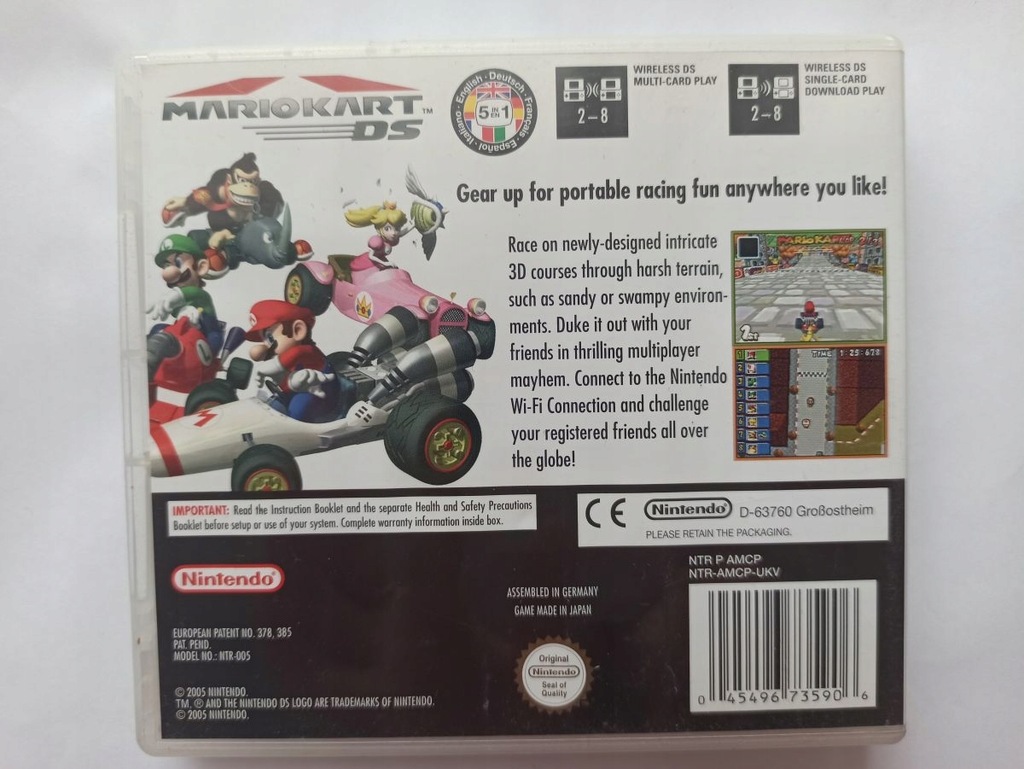 MARIOKART™
DS
English · Deutsch · Français · Español · Italiano ·
5 IN EN 1
WIRELESS DS
MULTI-CARD PLAY
2-8
WIRELESS DS
SINGLE-CARD
DOWNLOAD PLAY
2-8
Gear up for portable racing fun anywhere you like!
Race on newly-designed intricate
3D courses through harsh terrain,
such as sandy or swampy environ-
ments. Duke it out with your
friends in thrilling multiplayer
mayhem. Connect to the Nintendo
Wi-Fi Connection and challenge
your registered friends all over
the globe!
MARIO KART
TIME 1:25:678
M
IMPORTANT: Read the Instruction Booklet and the separate Health and Safety Precautions
Booklet before setup or use of your system. Complete warranty information inside box.
CE Nintendo D-63760 Großostheim
PLEASE RETAIN THE PACKAGING.
Nintendo®
NTR P AMCP
NTR-AMCP-UKV
ASSEMBLED IN GERMANY
GAME MADE IN JAPAN
EUROPEAN PATENT NO. 378, 385
PAT. PEND.
MODEL NO.: NTR-005
Original
Nintendo
Seal of
Quality
© 2005 NINTENDO.
TM, ® AND THE NINTENDO DS LOGO ARE TRADEMARKS OF NINTENDO.
© 2005 NINTENDO.
0 45496 73590 6